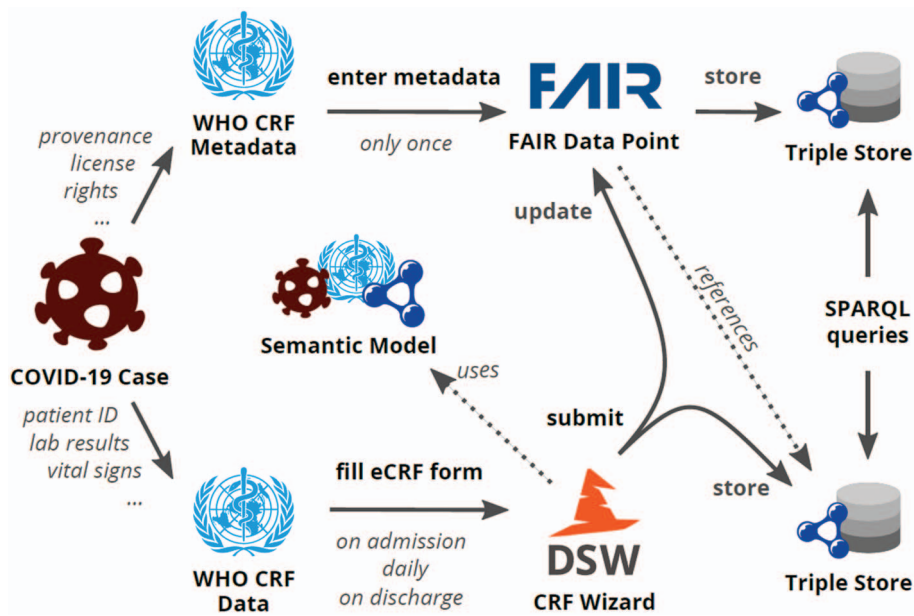 WHO CRF
Metadata
enter metadata
only once
FAIR
FAIR Data Point
store
Triple Store
provenance
license
rights
...
update
references
COVID-19 Case
Semantic Model
uses
SPARQL
queries
patient ID
lab results
vital signs
...
submit
store
WHO CRF
Data
fill eCRF form
on admission
daily
on discharge
DSW
CRF Wizard
Triple Store